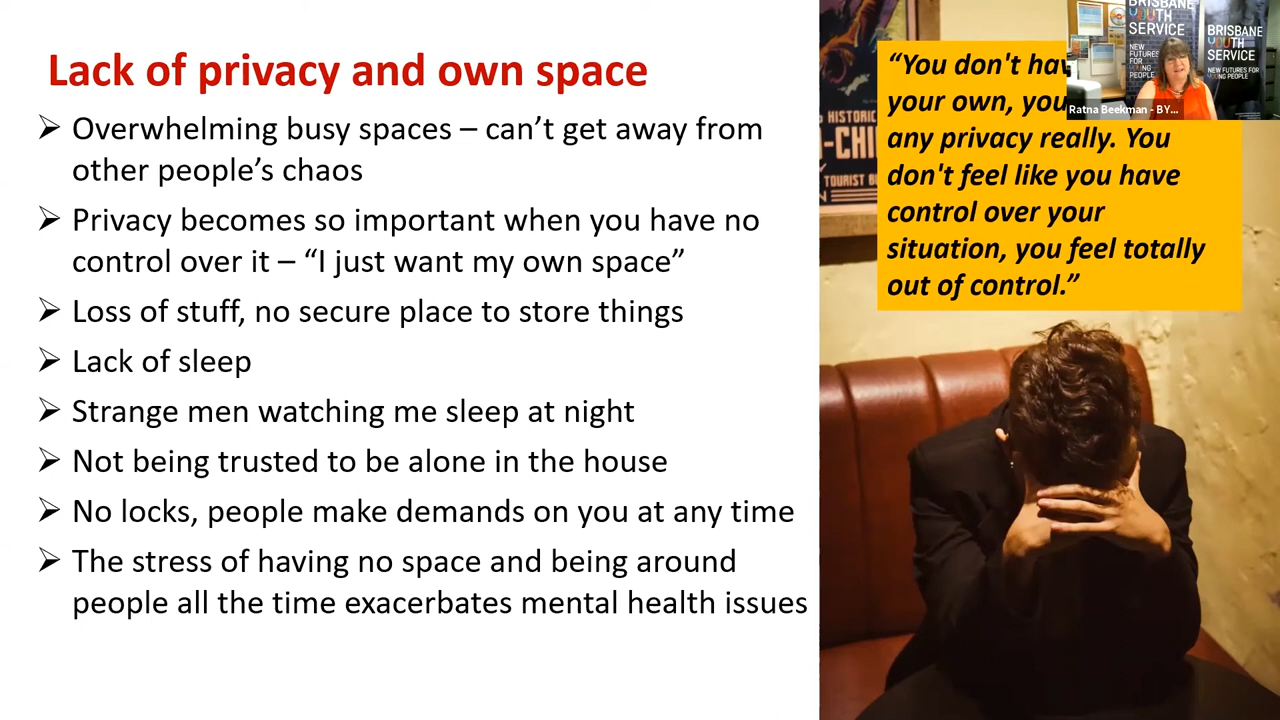 Lack of privacy and own space
➢ Overwhelming busy spaces – can’t get away from
other people’s chaos
➢ Privacy becomes so important when you have no
control over it – “I just want my own space”
➢ Loss of stuff, no secure place to store things
➢ Lack of sleep
➢ Strange men watching me sleep at night
➢ Not being trusted to be alone in the house
➢ No locks, people make demands on you at any time
➢ The stress of having no space and being around
people all the time exacerbates mental health issues
“You don't
your own,
any privacy really. You
don't feel like you have
control over your
situation, you feel totally
out of control.”
HISTORIC
TOURIST
BRISBANE
YOUTH
SERVICE
NEW
FUTURES
FOR
YOUNG
PEOPLE
BRISBANE
YOUTH
SERVICE
NEW FUTURES FOR
YOUNG PEOPLE
Ratna Beekman - BY...